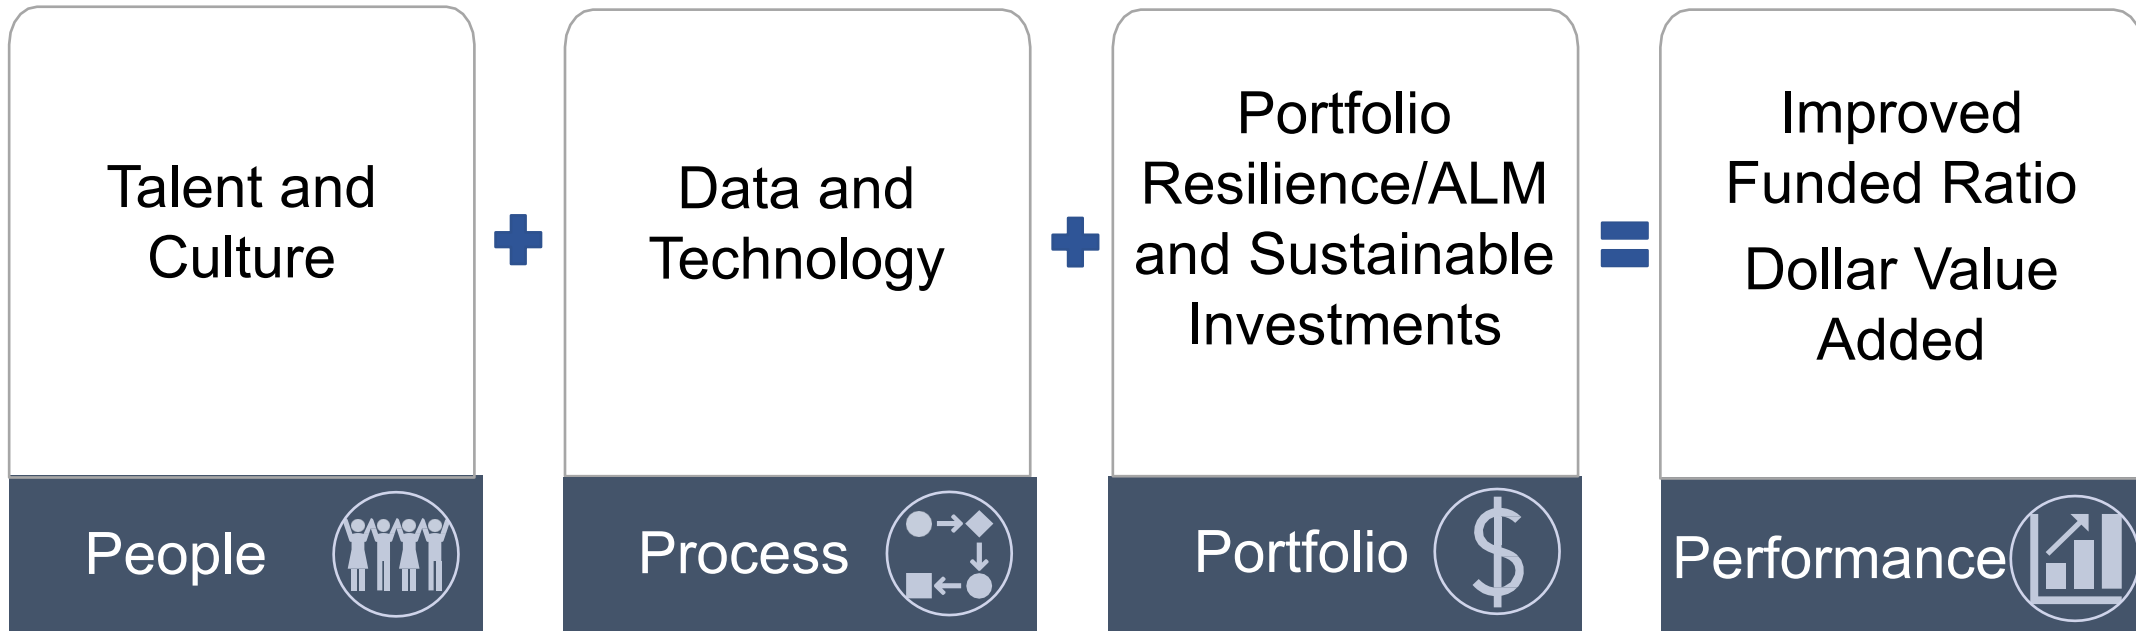 Talent and
Culture
People
Data and
Technology
Process
Portfolio
Resilience/ALM
and Sustainable
Investments
Portfolio
Improved
Funded Ratio
Dollar Value
Added
Performance